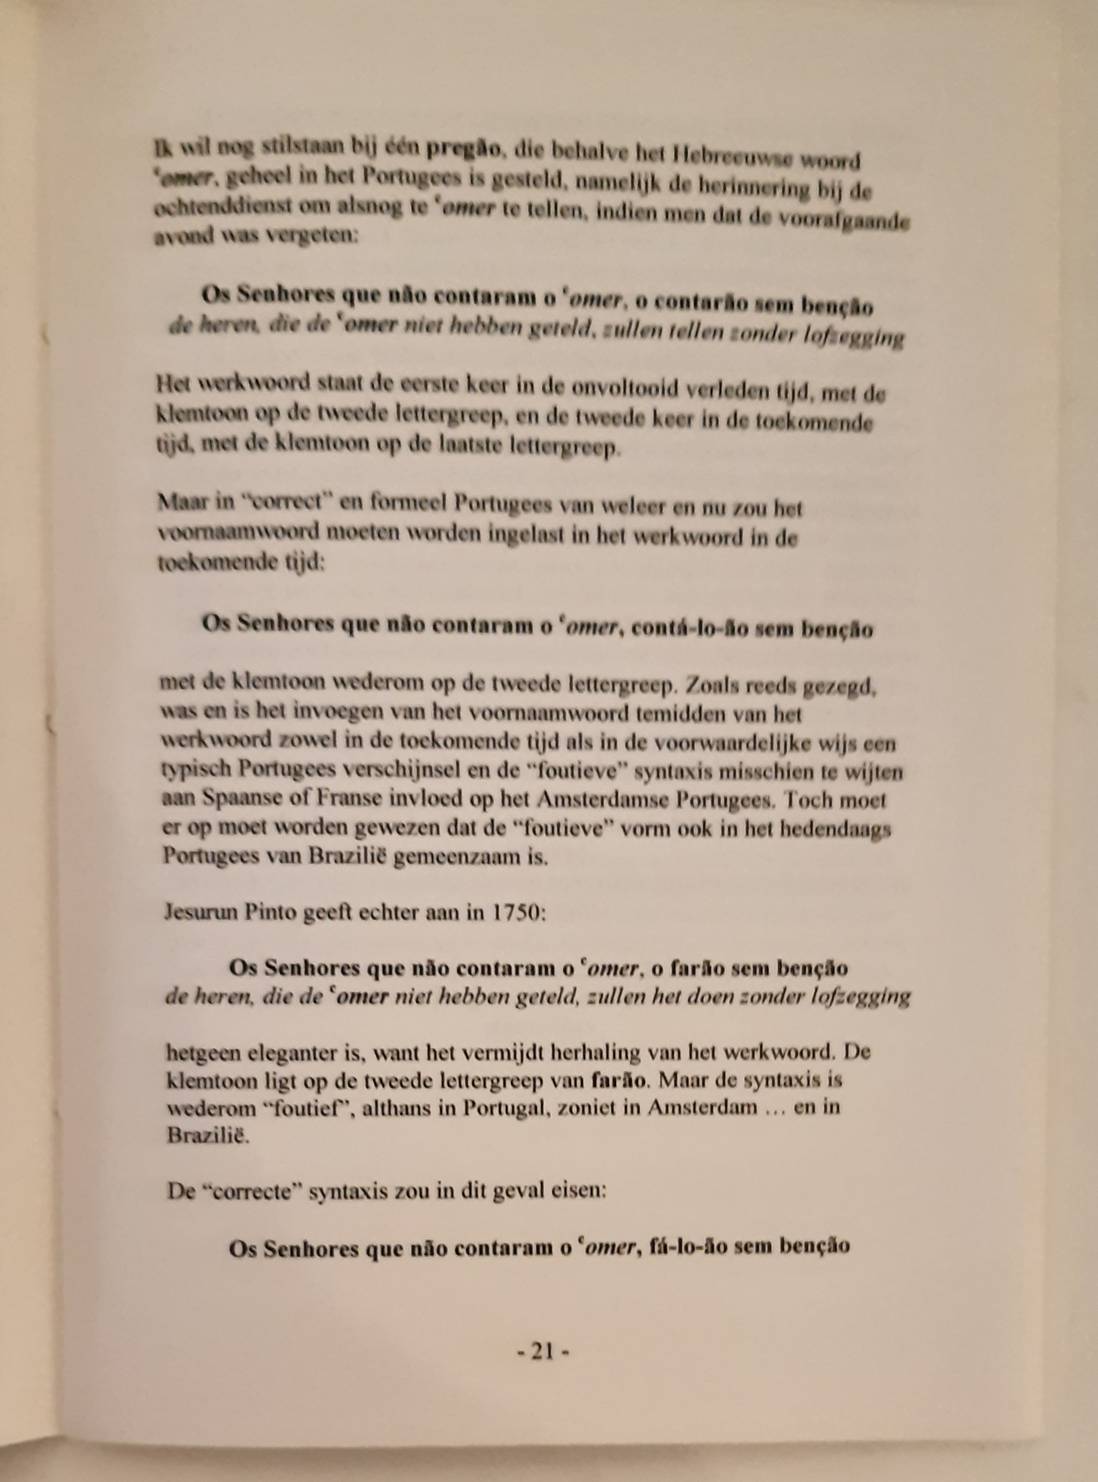 Ik wil nog stilstaan bij één pregão, die behalve het Hebreeuwse woord
ʿomer, geheel in het Portugees is gesteld, namelijk de herinnering bij de
ochtenddienst om alsnog te ʿomer te tellen, indien men dat de voorafgaande
avond was vergeten:
Os Senhores que não contaram o ʿomer, o contarão sem benção
de heren, die de ʿomer niet hebben geteld, zullen tellen zonder lofzegging
Het werkwoord staat de eerste keer in de onvoltooid verleden tijd, met de
klemtoon op de tweede lettergreep, en de tweede keer in de toekomende
tijd, met de klemtoon op de laatste lettergreep.
Maar in “correct” en formeel Portugees van weleer en nu zou het
voornaamwoord moeten worden ingelast in het werkwoord in de
toekomende tijd:
Os Senhores que não contaram o ʿomer, contá-lo-ão sem benção
met de klemtoon wederom op de tweede lettergreep. Zoals reeds gezegd,
was en is het invoegen van het voornaamwoord temidden van het
werkwoord zowel in de toekomende tijd als in de voorwaardelijke wijs een
typisch Portugees verschijnsel en de “foutieve” syntaxis misschien te wijten
aan Spaanse of Franse invloed op het Amsterdamse Portugees. Toch moet
er op moet worden gewezen dat de “foutieve” vorm ook in het hedendaags
Portugees van Brazilië gemeenzaam is.
Jesurun Pinto geeft echter aan in 1750:
Os Senhores que não contaram o ʿomer, o farão sem benção
de heren, die de ʿomer niet hebben geteld, zullen het doen zonder lofzegging
hetgeen eleganter is, want het vermijdt herhaling van het werkwoord. De
klemtoon ligt op de tweede lettergreep van farão. Maar de syntaxis is
wederom “foutief”, althans in Portugal, zoniet in Amsterdam … en in
Brazilië.
De “correcte” syntaxis zou in dit geval eisen:
Os Senhores que não contaram o ʿomer, fá-lo-ão sem benção
- 21 -